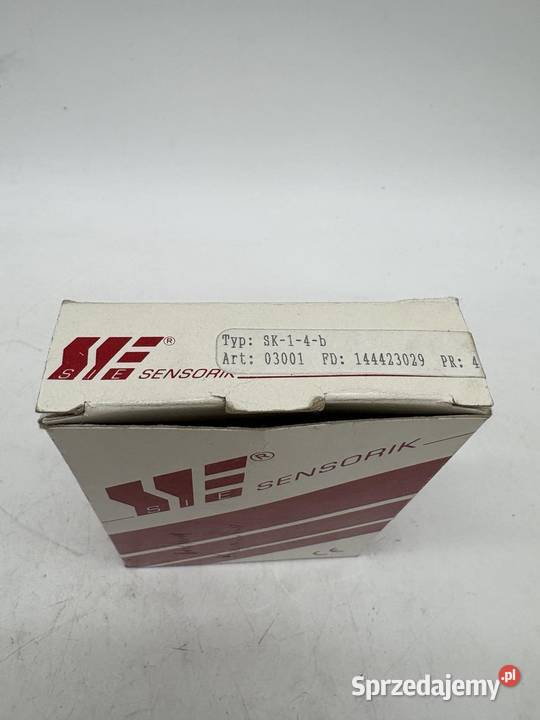 Typ: SK-1-4-b
Art: 03001 FD: 144423029 PR: 4
SIE® SENSORIK
SIE® SENSORIK
CE
Sprzedajemy.pl